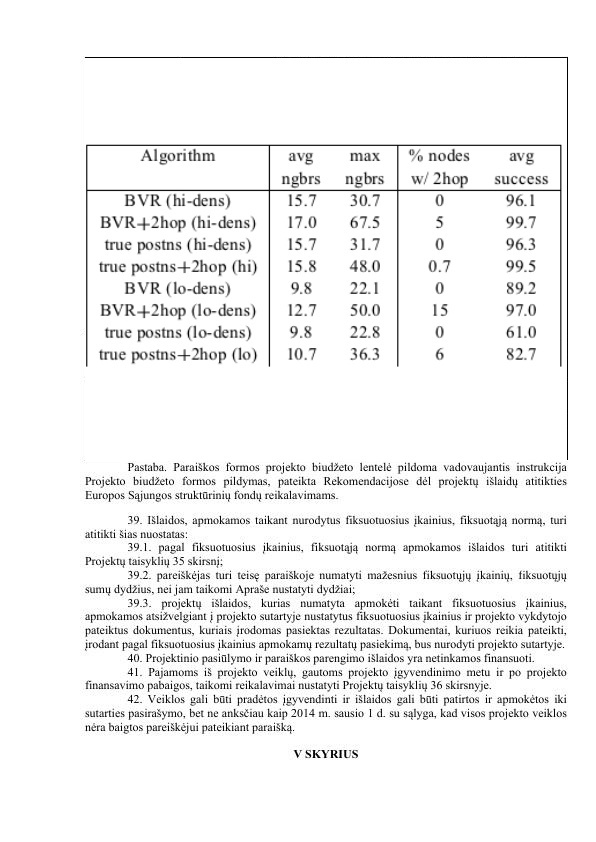 Algorithm avg max % nodes avg
ngbrs ngbrs w/ 2hop success
BVR (hi-dens) 15.7 30.7 0 96.1
BVR+2hop (hi-dens) 17.0 67.5 5 99.7
true postns (hi-dens) 15.7 31.7 0 96.3
true postns+2hop (hi) 15.8 48.0 0.7 99.5
BVR (lo-dens) 9.8 22.1 0 89.2
BVR+2hop (lo-dens) 12.7 50.0 15 97.0
true postns (lo-dens) 9.8 22.8 0 61.0
true postns+2hop (lo) 10.7 36.3 6 82.7
Pastaba. Paraiškos formos projekto biudžeto lentelė pildoma vadovaujantis instrukcija
Projekto biudžeto formos pildymas, pateikta Rekomendacijose dėl projektų išlaidų atitikties
Europos Sąjungos struktūrinių fondų reikalavimams.
39. Išlaidos, apmokamos taikant nurodytus fiksuotuosius įkainius, fiksuotąją normą, turi
atitikti šias nuostatas:
39.1. pagal fiksuotuosius įkainius, fiksuotąją normą apmokamos išlaidos turi atitikti
Projektų taisyklių 35 skirsnį;
39.2. pareiškėjas turi teisę paraiškoje numatyti mažesnius fiksuotųjų įkainių, fiksuotųjų
sumų dydžius, nei jam taikomi Apraše nustatyti dydžiai;
39.3. projektų išlaidos, kurias numatyta apmokėti taikant fiksuotuosius įkainius,
apmokamos atsižvelgiant į projekto sutartyje nustatytus fiksuotuosius įkainius ir projekto vykdytojo
pateiktus dokumentus, kuriais įrodomas pasiektas rezultatas. Dokumentai, kuriuos reikia pateikti,
įrodant pagal fiksuotuosius įkainius apmokamų rezultatų pasiekimą, bus nurodyti projekto sutartyje.
40. Projektinio pasiūlymo ir paraiškos parengimo išlaidos yra netinkamos finansuoti.
41. Pajamoms iš projekto veiklų, gautoms projekto įgyvendinimo metu ir po projekto
finansavimo pabaigos, taikomi reikalavimai nustatyti Projektų taisyklių 36 skirsnyje.
42. Veiklos gali būti pradėtos įgyvendinti ir išlaidos gali būti patirtos ir apmokėtos iki
sutarties pasirašymo, bet ne anksčiau kaip 2014 m. sausio 1 d. su sąlyga, kad visos projekto veiklos
nėra baigtos pareiškėjui pateikiant paraišką.
V SKYRIUS